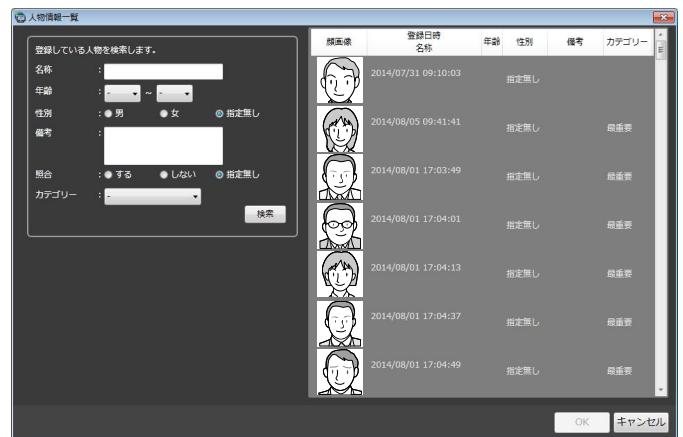 人物情報一覧
登録している人物を検索します。
名称 :
年齢 : - ~ -
性別 : 男 女 指定無し
備考 :
照合 : する しない 指定無し
カテゴリー : -
検索
顔画像 登録日時 年齢 性別 備考 カテゴリー
名称
2014/07/31 09:10:03
指定無し
2014/08/05 09:41:41
指定無し 最重要
2014/08/01 17:03:49
指定無し 最重要
2014/08/01 17:04:01
指定無し 最重要
2014/08/01 17:04:13
指定無し 最重要
2014/08/01 17:04:37
指定無し 最重要
2014/08/01 17:04:49
指定無し 最重要
OK キャンセル